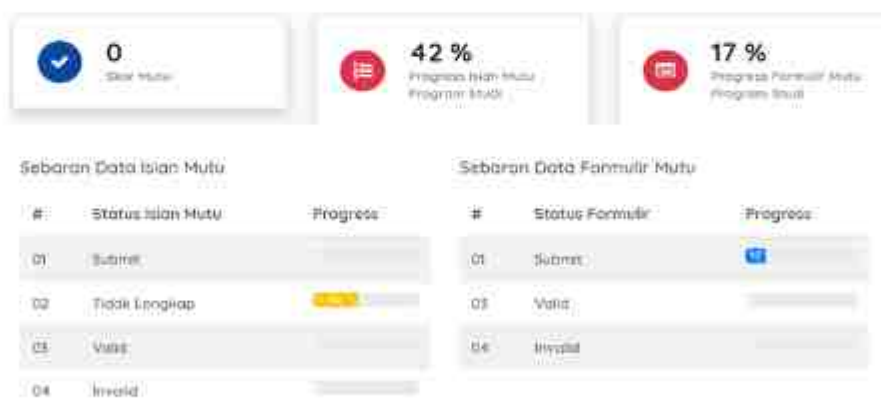 0
Skor Mutu
42 %
Progress Isian Mutu
Program Studi
17 %
Progress Formulir Mutu
Program Studi
Sebaran Data Isian Mutu
# Status Isian Mutu Progress
01 Submit
02 Tidak Lengkap
03 Valid
04 Invalid
Sebaran Data Formulir Mutu
# Status Formulir Progress
01 Submit
03 Valid
04 Invalid